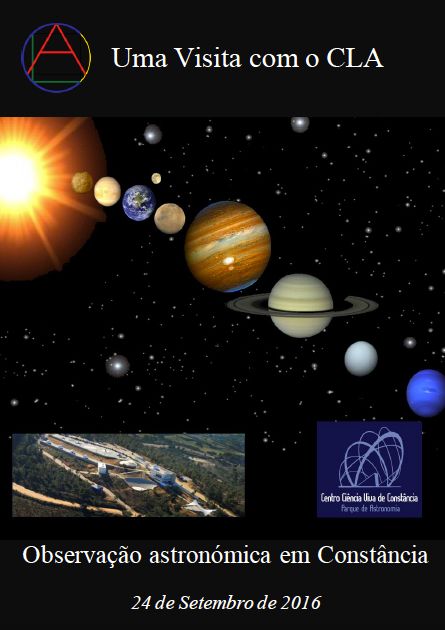 Uma Visita com o CLA
Centro Ciência Viva de Constância
Parque de Astronomia
Observação astronómica em Constância
24 de Setembro de 2016